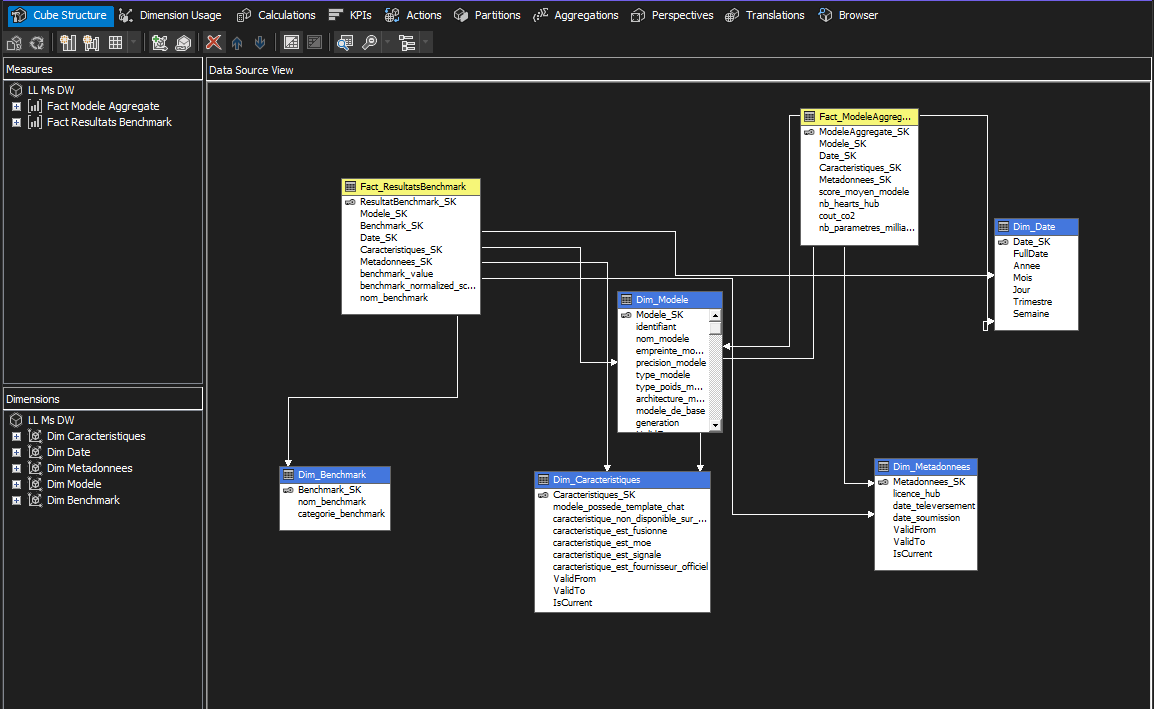 Cube Structure Dimension Usage Calculations KPIs Actions Partitions Aggregations Perspectives Translations Browser
Measures
LL Ms DW
Fact Modele Aggregate
Fact Resultats Benchmark
Dimensions
LL Ms DW
Dim Caracteristiques
Dim Date
Dim Metadonnees
Dim Modele
Dim Benchmark
Data Source View
Fact_ResultatsBenchmark
ResultatBenchmark_SK
Modele_SK
Benchmark_SK
Date_SK
Caracteristiques_SK
Metadonnees_SK
benchmark_value
benchmark_normalized_sc...
nom_benchmark
Fact_ModeleAggreg...
ModeleAggregate_SK
Modele_SK
Date_SK
Caracteristiques_SK
Metadonnees_SK
score_moyen_modele
nb_hearts_hub
cout_co2
nb_parametres_millia...
Dim_Date
Date_SK
FullDate
Annee
Mois
Jour
Trimestre
Semaine
Dim_Modele
Modele_SK
identifiant
nom_modele
empreinte_mo...
precision_modele
type_modele
type_poids_m...
architecture_m...
modele_de_base
generation
Dim_Benchmark
Benchmark_SK
nom_benchmark
categorie_benchmark
Dim_Caracteristiques
Caracteristiques_SK
modele_possede_template_chat
caracteristique_non_disponible_sur_...
caracteristique_est_fusionne
caracteristique_est_moe
caracteristique_est_signale
caracteristique_est_fournisseur_officiel
ValidFrom
ValidTo
IsCurrent
Dim_Metadonnees
Metadonnees_SK
licence_hub
date_televersement
date_soumission
ValidFrom
ValidTo
IsCurrent